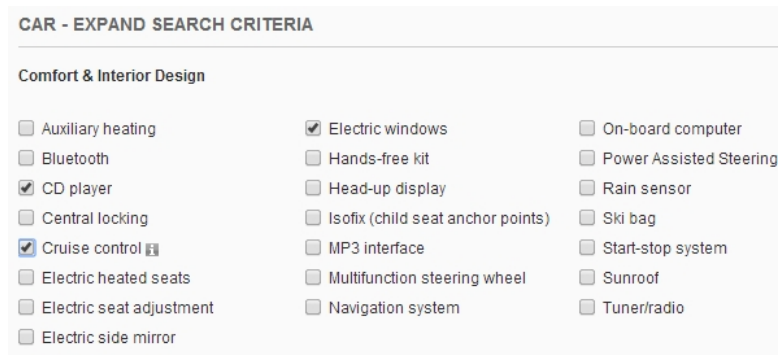 CAR - EXPAND SEARCH CRITERIA
Comfort & Interior Design
Auxiliary heating
Bluetooth
CD player
Central locking
Cruise control
Electric heated seats
Electric seat adjustment
Electric side mirror
Electric windows
Hands-free kit
Head-up display
Isofix (child seat anchor points)
MP3 interface
Multifunction steering wheel
Navigation system
On-board computer
Power Assisted Steering
Rain sensor
Ski bag
Start-stop system
Sunroof
Tuner/radio